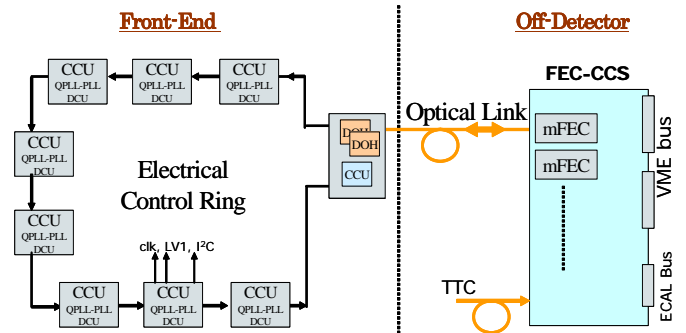 Front-End
Off-Detector
CCU
QPLL-PLL
DCU
CCU
QPLL-PLL
DCU
CCU
QPLL-PLL
DCU
FEC-CCS
Optical Link
DOH
DOH
CCU
mFEC
mFEC
VME bus
CCU
QPLL-PLL
DCU
Electrical
Control Ring
CCU
QPLL-PLL
DCU
clk, LV1, I²C
CCU
QPLL-PLL
DCU
CCU
QPLL-PLL
DCU
CCU
QPLL-PLL
DCU
TTC
ECAL Bus